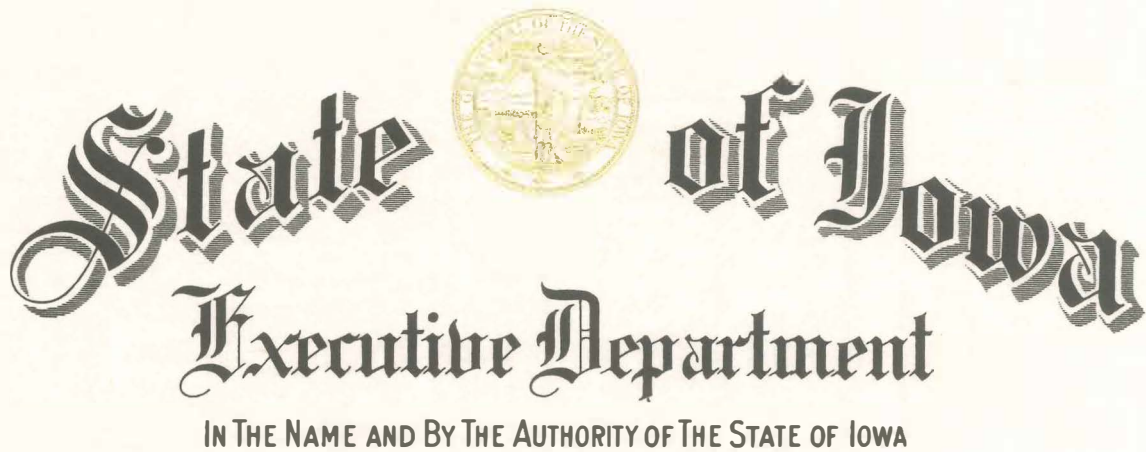 State of Iowa
Executive Department
IN THE NAME AND BY THE AUTHORITY OF THE STATE OF IOWA